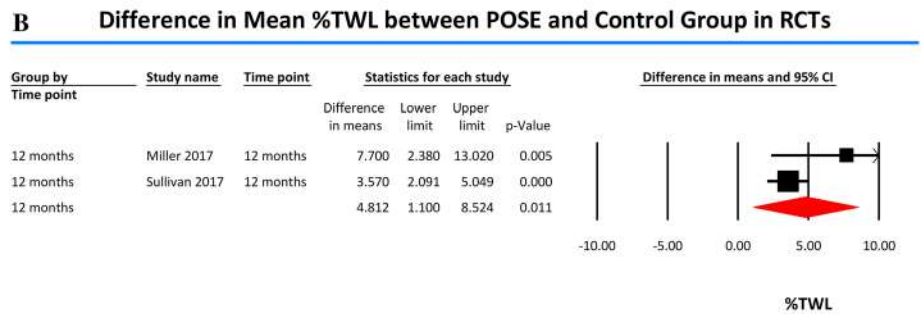 B Difference in Mean %TWL between POSE and Control Group in RCTs
Group by Study name Time point Statistics for each study Difference in means and 95% CI
Time point
Difference Lower Upper
in means limit limit p-Value
12 months Miller 2017 12 months 7.700 2.380 13.020 0.005
12 months Sullivan 2017 12 months 3.570 2.091 5.049 0.000
12 months 4.812 1.100 8.524 0.011
-10.00 -5.00 0.00 5.00 10.00
%TWL